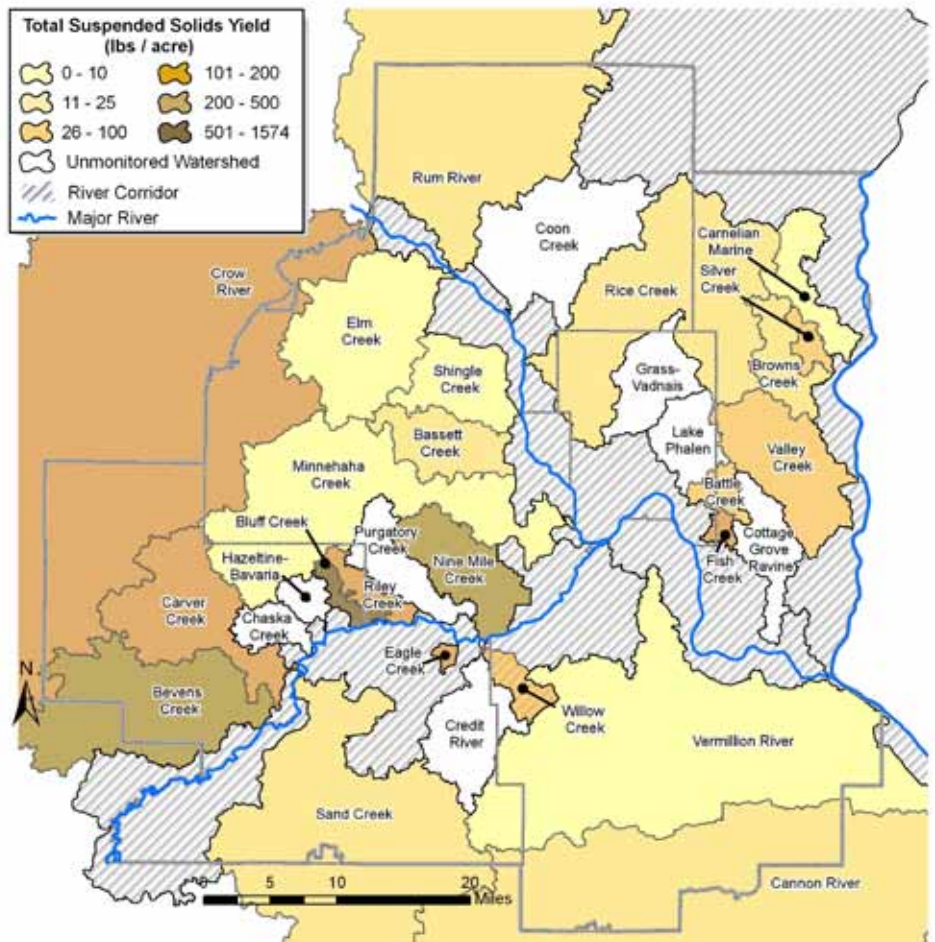 Total Suspended Solids Yield
(lbs / acre)
0 - 10
101 - 200
11 - 25
200 - 500
26 - 100
501 - 1574
Unmonitored Watershed
River Corridor
Major River
Rum River
Coon
Creek
Carnelian
Marine
Silver
Creek
Crow
River
Rice Creek
Elm
Creek
Grass-
Vadnais
Browns
Creek
Shingle
Creek
Bassett
Creek
Lake
Phalen
Valley
Creek
Minnehaha
Creek
Battle
Creek
Bluff Creek
Purgatory
Creek
Nine Mile
Creek
Cottage
Grove
Ravine
Fish
Creek
Hazeltine-
Bavaria
Riley
Creek
Carver
Creek
Chaska
Creek
Eagle
Creek
N
Bevens
Creek
Credit
River
Willow
Creek
Vermillion River
Sand Creek
Cannon River
0 5 10 20
Miles